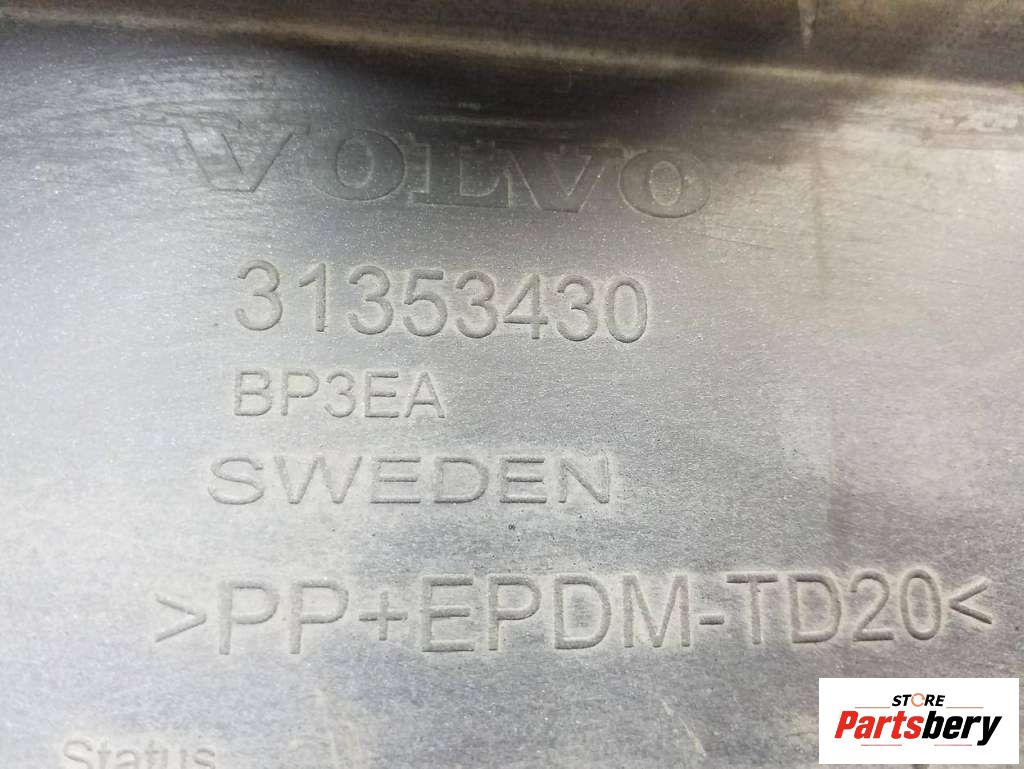 VOLVO
31353430
BP3EA
SWEDEN
>PP+EPDM-TD20<
Status
STORE
Partsbery